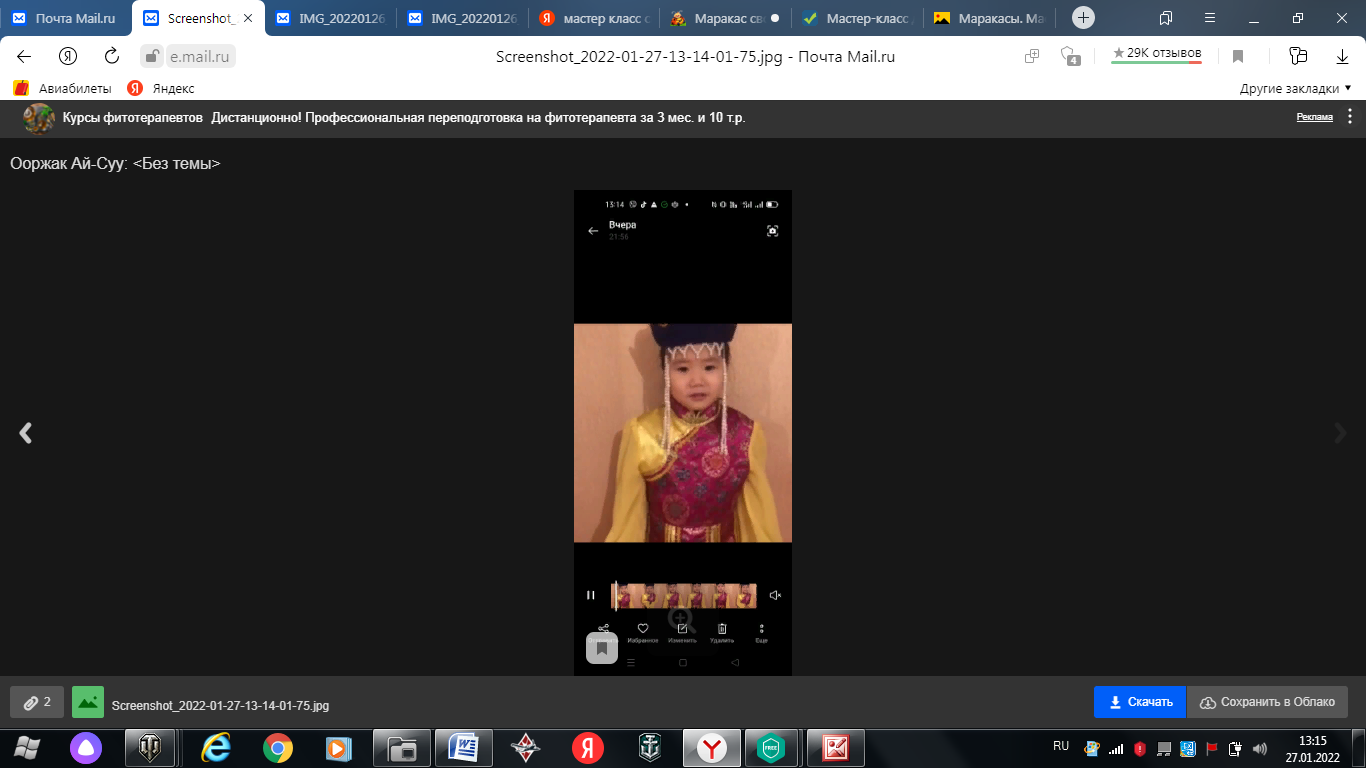 Почта Mail.ru
Screenshot_
IMG_20220126
IMG_20220126
мастер класс с
Маракас сво
Мастер-класс
Маракасы. Ма
e.mail.ru
Screenshot_2022-01-27-13-14-01-75.jpg - Почта Mail.ru
4
★ 29K отзывов
Авиабилеты
Яндекс
Другие закладки
Курсы фитотерапевтов Дистанционно! Профессиональная переподготовка на фитотерапевта за 3 мес. и 10 т.р.
Реклама
Ооржак Ай-Суу: <Без темы>
13:14
Вчера
21:56
Избранное
Изменить
Удалить
Еще
2
Screenshot_2022-01-27-13-14-01-75.jpg
Скачать
Сохранить в Облако
RU
13:15
27.01.2022